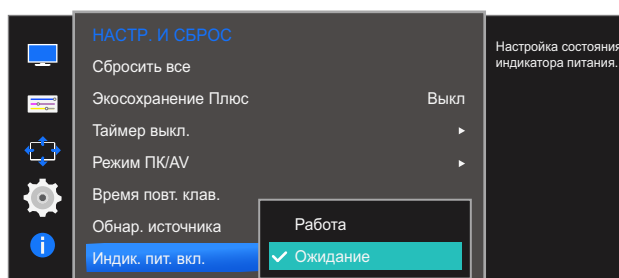 НАСТР. И СБРОС
Сбросить все
Экосохранение Плюс Выкл
Таймер выкл.
Режим ПК/AV
Время повт. клав.
Обнар. источника
Индик. пит. вкл.
Работа
Ожидание
Настройка состояния
индикатора питания.